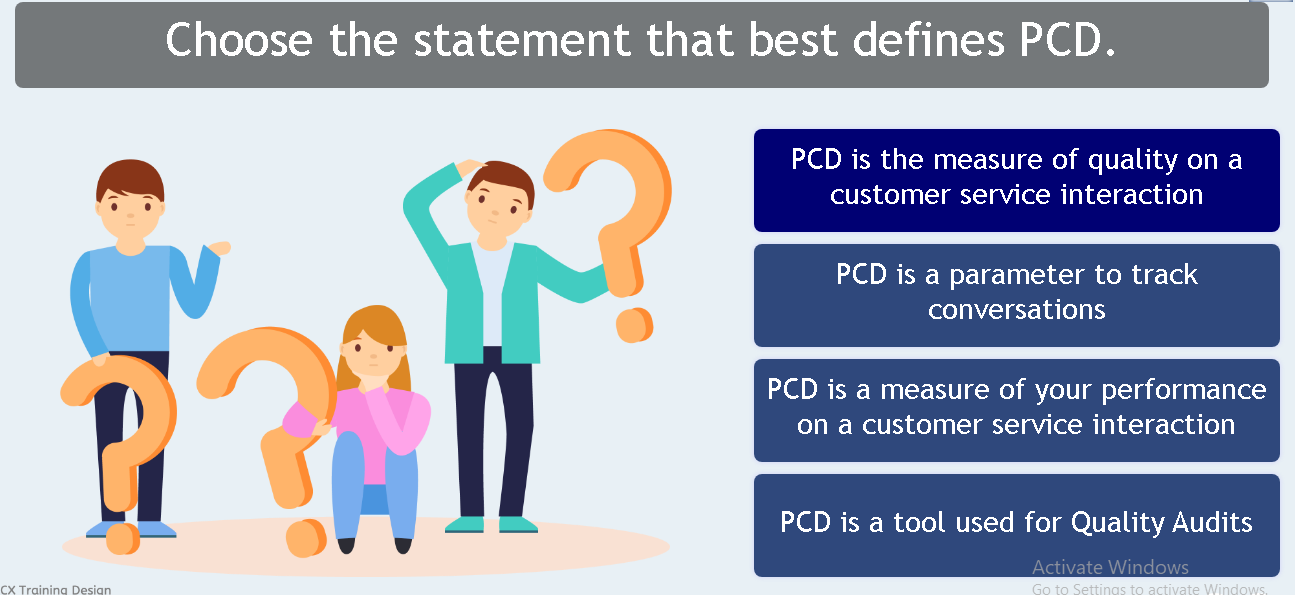 Choose the statement that best defines PCD.
PCD is the measure of quality on a
customer service interaction
PCD is a parameter to track
conversations
PCD is a measure of your performance
on a customer service interaction
PCD is a tool used for Quality Audits
Activate Windows
Go to Settings to activate Windows.
CX Training Design